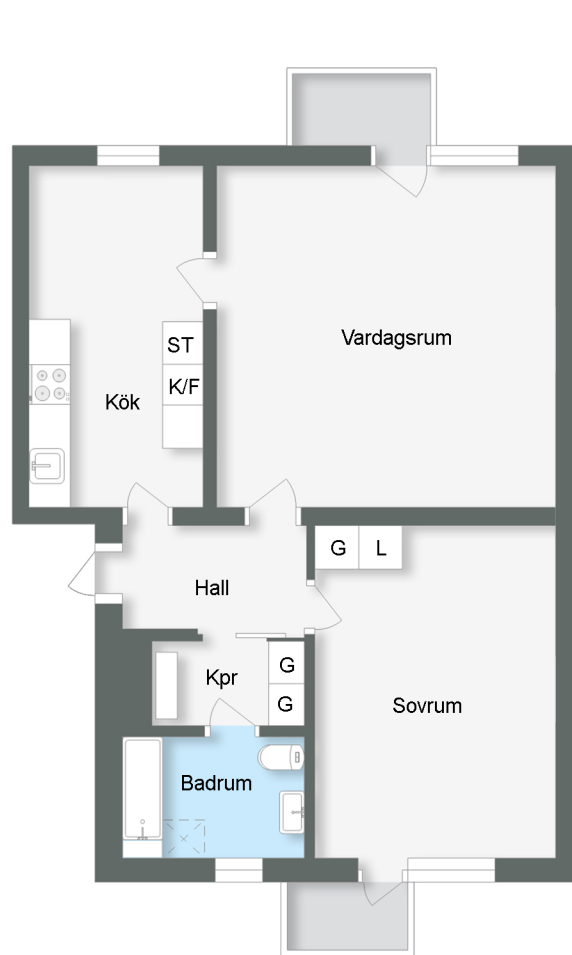 Vardagsrum
ST
K/F
Kök
G L
Hall
G
Kpr
G
Sovrum
Badrum